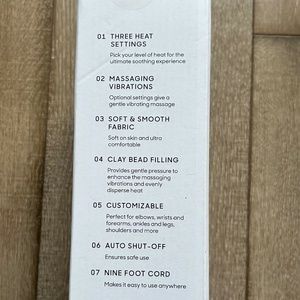 01 THREE HEAT
SETTINGS
Pick your level of heat for the
ultimate soothing experience
02 MASSAGING
VIBRATIONS
Optional settings give a
gentle vibrating massage
03 SOFT & SMOOTH
FABRIC
Soft on skin and ultra
comfortable
04 CLAY BEAD FILLING
Provides gentle pressure to
enhance the massaging
vibrations and evenly
disperse heat
05 CUSTOMIZABLE
Perfect for elbows, wrists and
forearms, ankles and legs,
shoulders and more
06 AUTO SHUT-OFF
Ensures safe use
07 NINE FOOT CORD
Makes it easy to use anywhere